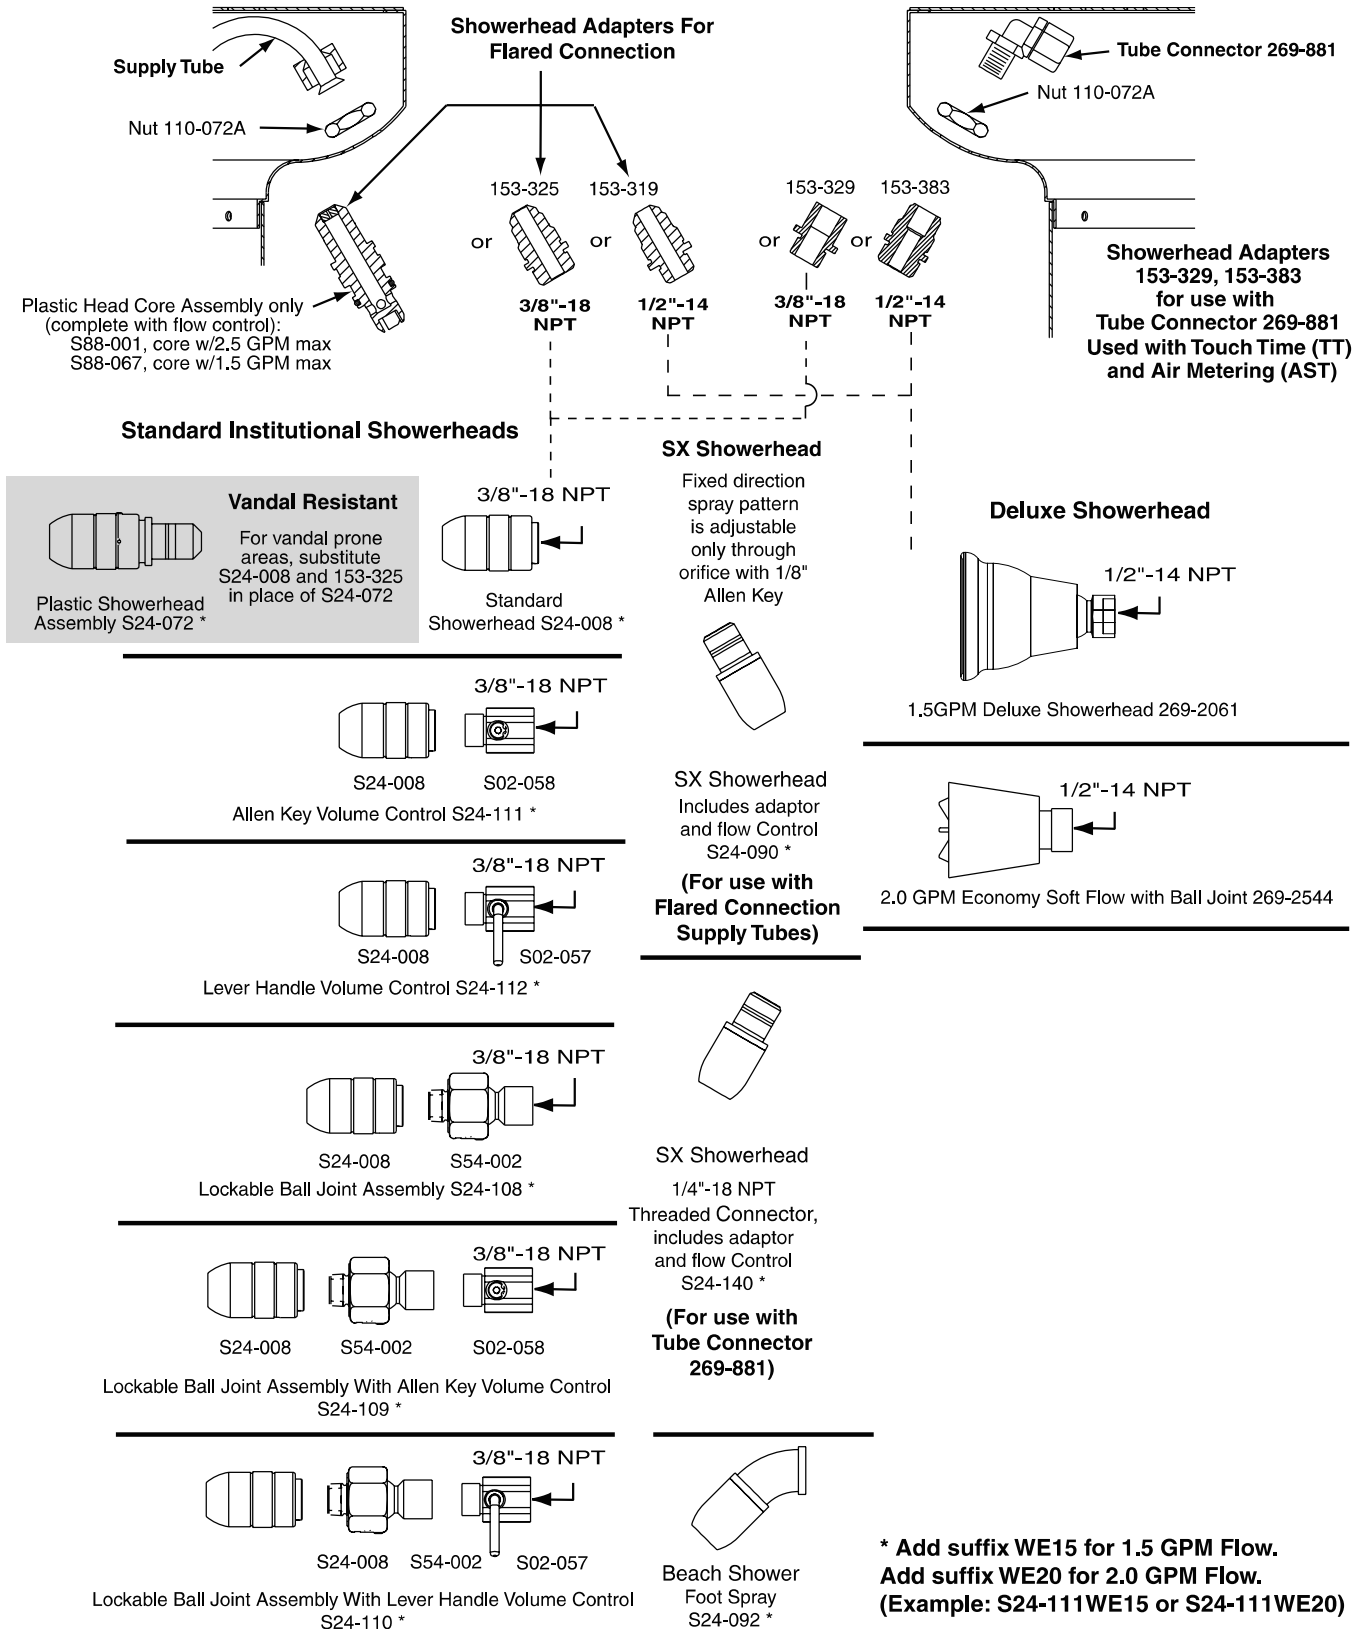 Showerhead Adapters For
Flared Connection
Supply Tube
Nut 110-072A
Tube Connector 269-881
Nut 110-072A
153-325
153-319
153-329
153-383
or
or
or
or
3/8"-18
NPT
1/2"-14
NPT
3/8"-18
NPT
1/2"-14
NPT
Plastic Head Core Assembly only
(complete with flow control):
S88-001, core w/2.5 GPM max
S88-067, core w/1.5 GPM max
Showerhead Adapters
153-329, 153-383
for use with
Tube Connector 269-881
Used with Touch Time (TT)
and Air Metering (AST)
Standard Institutional Showerheads
Vandal Resistant
For vandal prone
areas, substitute
S24-008 and 153-325
in place of S24-072
Plastic Showerhead
Assembly S24-072 *
3/8"-18 NPT
Standard
Showerhead S24-008 *
3/8"-18 NPT
S24-008
S02-058
Allen Key Volume Control S24-111 *
3/8"-18 NPT
S24-008
S02-057
Lever Handle Volume Control S24-112 *
3/8"-18 NPT
S24-008
S54-002
Lockable Ball Joint Assembly S24-108 *
3/8"-18 NPT
S24-008
S54-002
S02-058
Lockable Ball Joint Assembly With Allen Key Volume Control
S24-109 *
3/8"-18 NPT
S24-008
S54-002
S02-057
Lockable Ball Joint Assembly With Lever Handle Volume Control
S24-110 *
SX Showerhead
Fixed direction
spray pattern
is adjustable
only through
orifice with 1/8"
Allen Key
SX Showerhead
Includes adaptor
and flow Control
S24-090 *
(For use with
Flared Connection
Supply Tubes)
SX Showerhead
1/4"-18 NPT
Threaded Connector,
includes adaptor
and flow Control
S24-140 *
(For use with
Tube Connector
269-881)
Beach Shower
Foot Spray
S24-092 *
Deluxe Showerhead
1/2"-14 NPT
1.5GPM Deluxe Showerhead 269-2061
1/2"-14 NPT
2.0 GPM Economy Soft Flow with Ball Joint 269-2544
* Add suffix WE15 for 1.5 GPM Flow.
Add suffix WE20 for 2.0 GPM Flow.
(Example: S24-111WE15 or S24-111WE20)